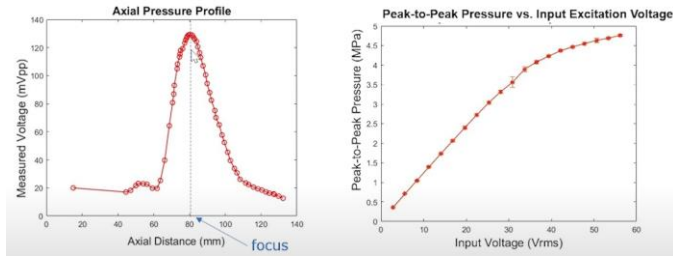 Axial Pressure Profile
140
120
100
80
60
40
20
0
Measured Voltage (mVpp)
0 20 40 60 80 100 120 140
Axial Distance (mm)
focus
Peak-to-Peak Pressure vs. Input Excitation Voltage
5
4.5
4
3.5
3
2.5
2
1.5
1
0.5
0
Peak-to-Peak Pressure (MPa)
0 10 20 30 40 50 60
Input Voltage (Vrms)